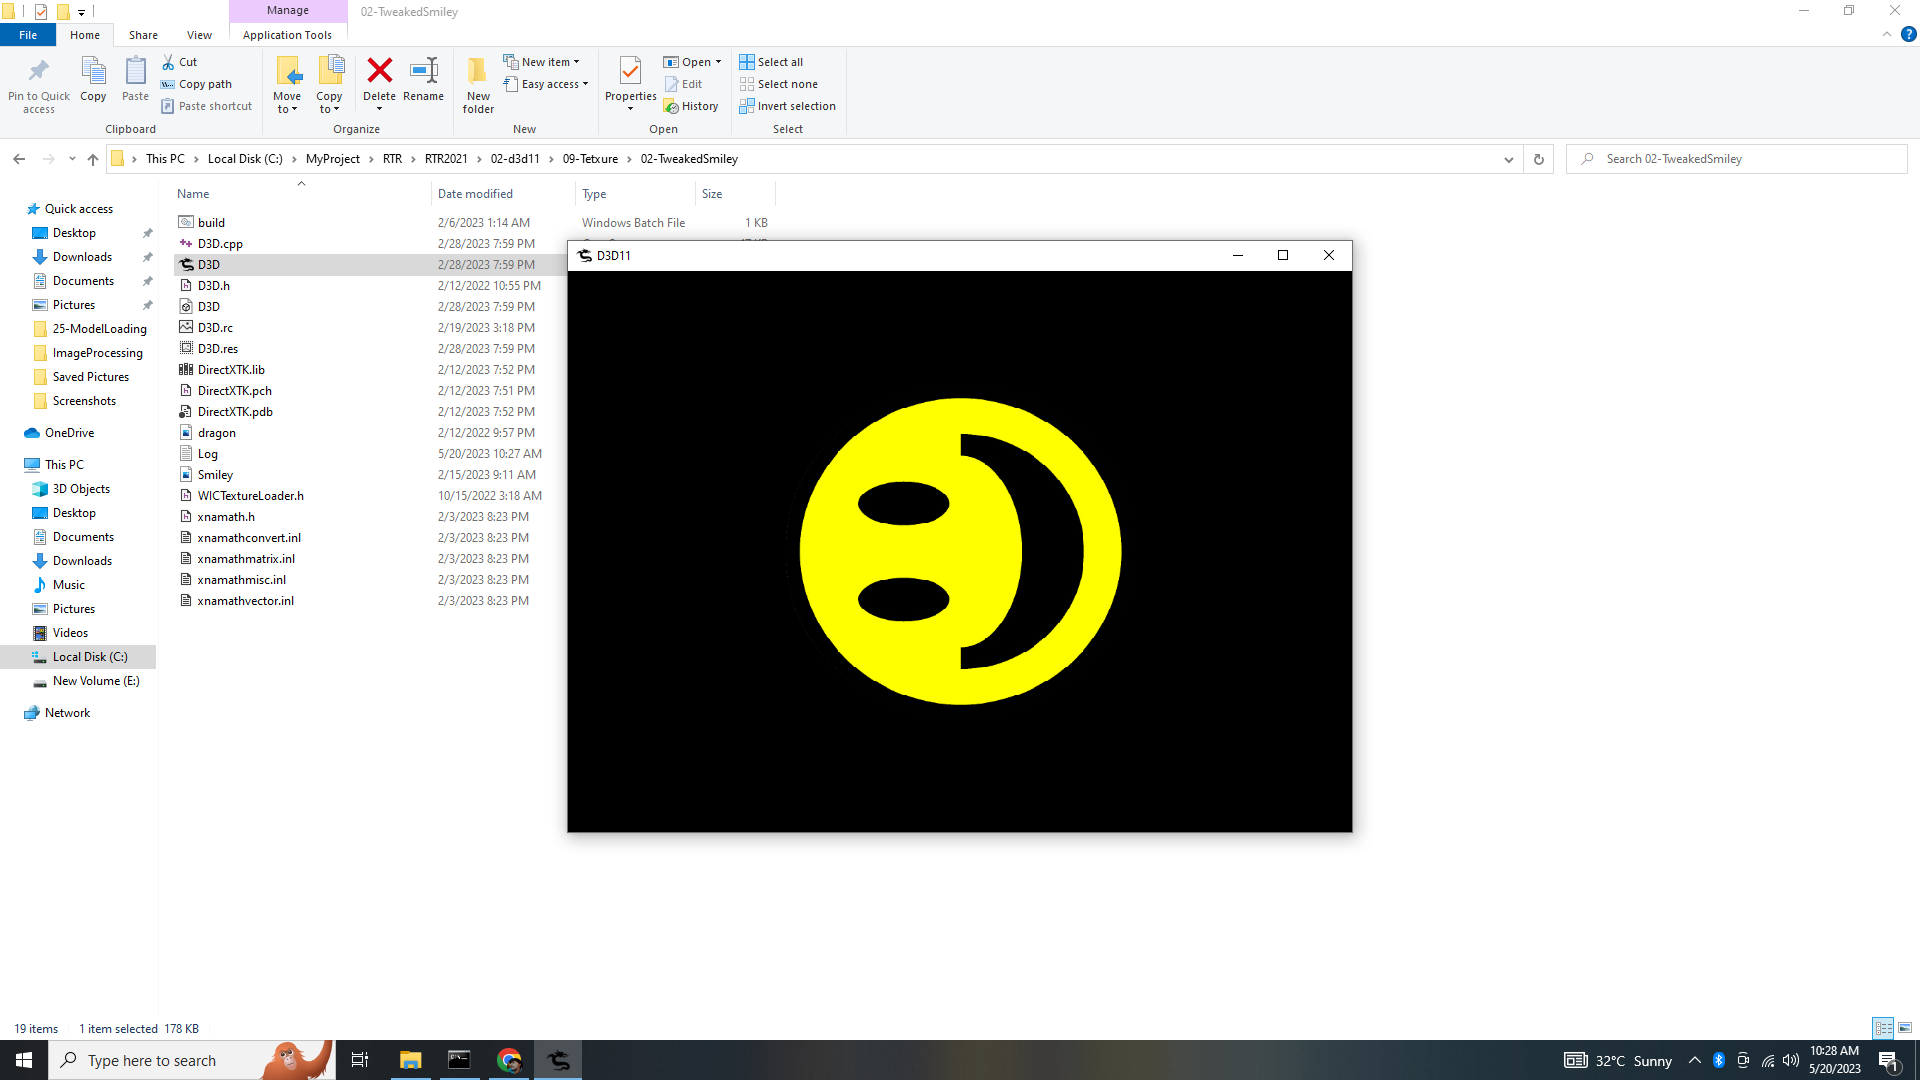 Manage
02-TweakedSmiley
File
Home
Share
View
Application Tools
Pin to Quick access
Copy
Paste
Cut
Copy path
Paste shortcut
Clipboard
Move to
Copy to
Delete
Rename
Organize
New folder
New item
Easy access
New
Properties
Open
Edit
History
Open
Select all
Select none
Invert selection
Select
This PC > Local Disk (C:) > MyProject > RTR > RTR2021 > 02-d3d11 > 09-Tetxure > 02-TweakedSmiley
Search 02-TweakedSmiley
Name Date modified Type Size
build 2/6/2023 1:14 AM Windows Batch File 1 KB
D3D.cpp 2/28/2023 7:59 PM
D3D 2/28/2023 7:59 PM
D3D.h 2/12/2022 10:55 PM
D3D 2/28/2023 7:59 PM
D3D.rc 2/19/2023 3:18 PM
D3D.res 2/28/2023 7:59 PM
DirectXTK.lib 2/12/2023 7:52 PM
DirectXTK.pch 2/12/2023 7:51 PM
DirectXTK.pdb 2/12/2023 7:52 PM
dragon 2/12/2022 9:57 PM
Log 5/20/2023 10:27 AM
Smiley 2/15/2023 9:11 AM
WICTextureLoader.h 10/15/2022 3:18 AM
xnamath.h 2/3/2023 8:23 PM
xnamathconvert.inl 2/3/2023 8:23 PM
xnamathmatrix.inl 2/3/2023 8:23 PM
xnamathmisc.inl 2/3/2023 8:23 PM
xnamathvector.inl 2/3/2023 8:23 PM
Quick access
Desktop
Downloads
Documents
Pictures
25-ModelLoading
ImageProcessing
Saved Pictures
Screenshots
OneDrive
This PC
3D Objects
Desktop
Documents
Downloads
Music
Pictures
Videos
Local Disk (C:)
New Volume (E:)
Network
D3D11
19 items 1 item selected 178 KB
Type here to search
32°C Sunny
10:28 AM
5/20/2023
1